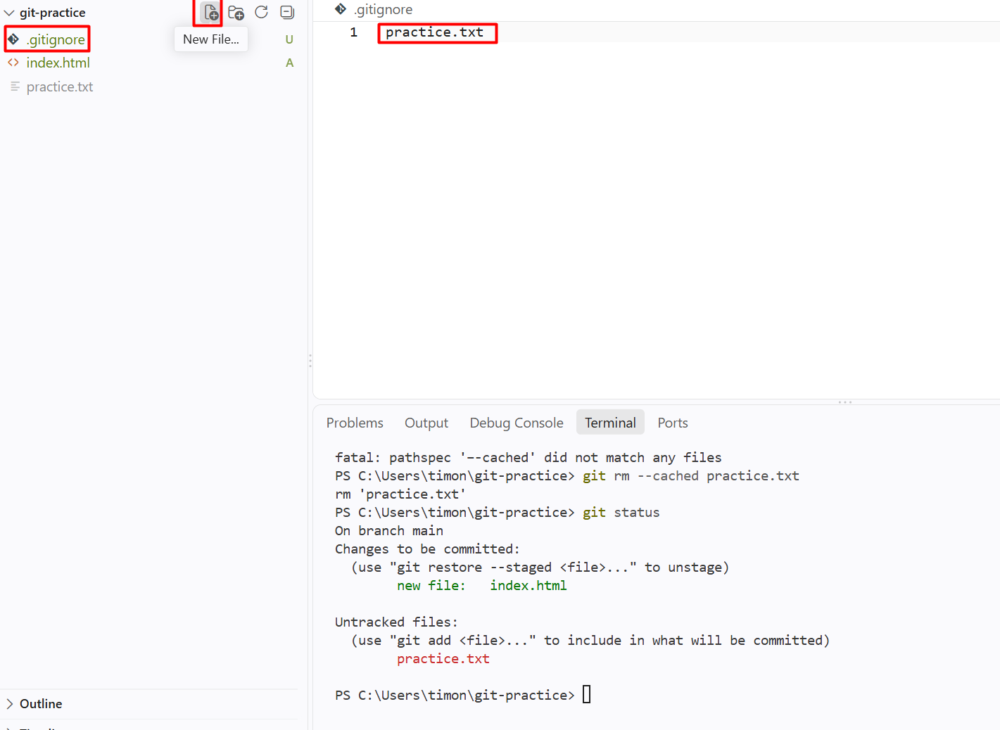 git-practice
.gitignore U
index.html A
practice.txt
New File...
.gitignore
1 practice.txt
Problems Output Debug Console Terminal Ports
fatal: pathspec '—-cached' did not match any files
PS C:\Users\timon\git-practice> git rm --cached practice.txt
rm 'practice.txt'
PS C:\Users\timon\git-practice> git status
On branch main
Changes to be committed:
(use "git restore --staged <file>..." to unstage)
new file: index.html
Untracked files:
(use "git add <file>..." to include in what will be committed)
practice.txt
PS C:\Users\timon\git-practice>
Outline